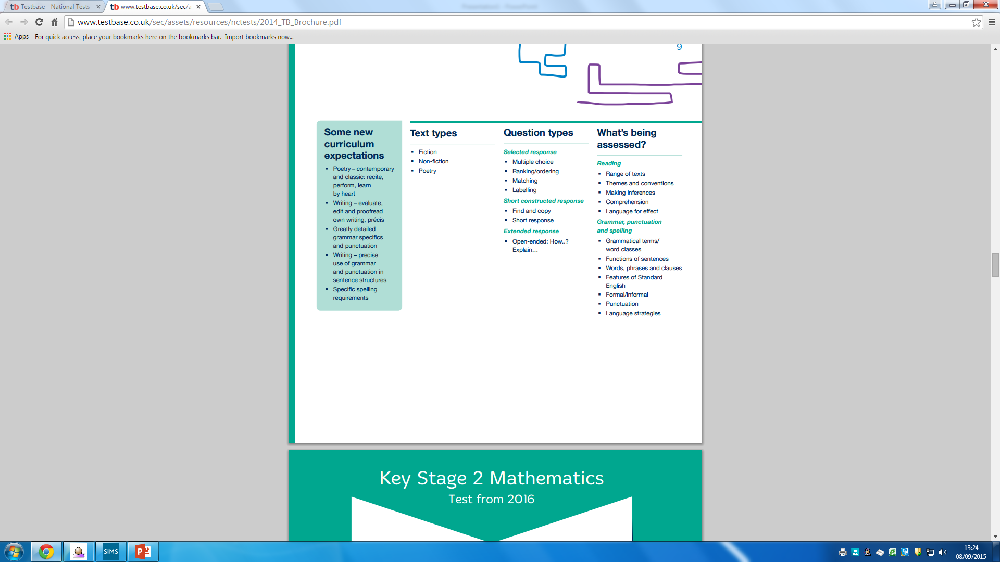 Testbase - National Tests
www.testbase.co.uk/sec/a
www.testbase.co.uk/sec/assets/resources/nctests/2014_TB_Brochure.pdf
Apps For quick access, place your bookmarks here on the bookmarks bar. Import bookmarks now...
9
Some new
curriculum
expectations
Poetry – contemporary
and classic: recite,
perform, learn
by heart
Writing – evaluate,
edit and proofread
own writing, précis
Greatly detailed
grammar specifics
and punctuation
Writing – precise
use of grammar
and punctuation in
sentence structures
Specific spelling
requirements
Text types
Fiction
Non-fiction
Poetry
Question types
Selected response
Multiple choice
Ranking/ordering
Matching
Labelling
Short constructed response
Find and copy
Short response
Extended response
Open-ended: How..?
Explain…
What's being
assessed?
Reading
Range of texts
Themes and conventions
Making inferences
Comprehension
Language for effect
Grammar, punctuation
and spelling
Grammatical terms/
word classes
Functions of sentences
Words, phrases and clauses
Features of Standard
English
Formal/informal
Punctuation
Language strategies
Key Stage 2 Mathematics
Test from 2016
SIMS
13:24
08/09/2015